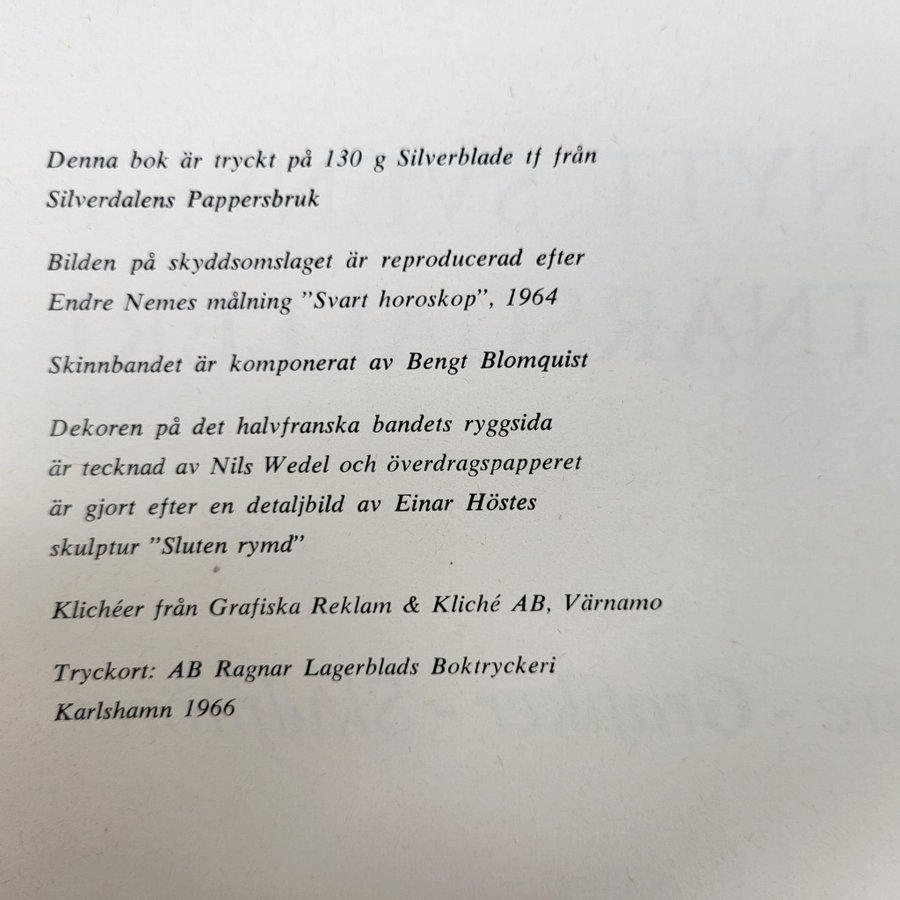 Denna bok är tryckt på 130 g Silverblade tf från
Silverdalens Pappersbruk
Bilden på skyddsomslaget är reproducerad efter
Endre Nemes målning ”Svart horoskop”, 1964
Skinnbandet är komponerat av Bengt Blomquist
Dekoren på det halvfranska bandets ryggsida
är tecknad av Nils Wedel och överdragspapperet
är gjort efter en detaljbild av Einar Höstes
skulptur ”Sluten rymd”
Klichéer från Grafiska Reklam & Kliché AB, Värnamo
Tryckort: AB Ragnar Lagerblads Boktryckeri
Karlshamn 1966